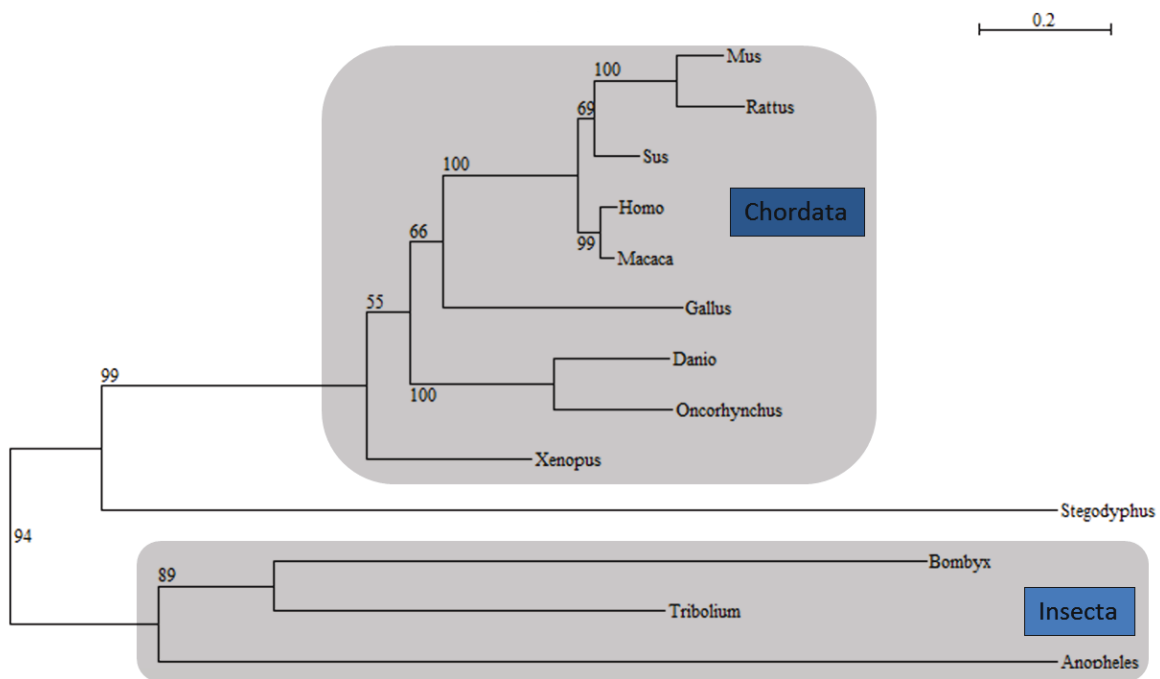 0.2
100
Mus
Rattus
69
Sus
100
Homo
Chordata
99
Macaca
66
Gallus
55
Danio
100
Oncorhynchus
99
Xenopus
Stegodyphus
94
Bombyx
89
Tribolium
Insecta
Anopheles